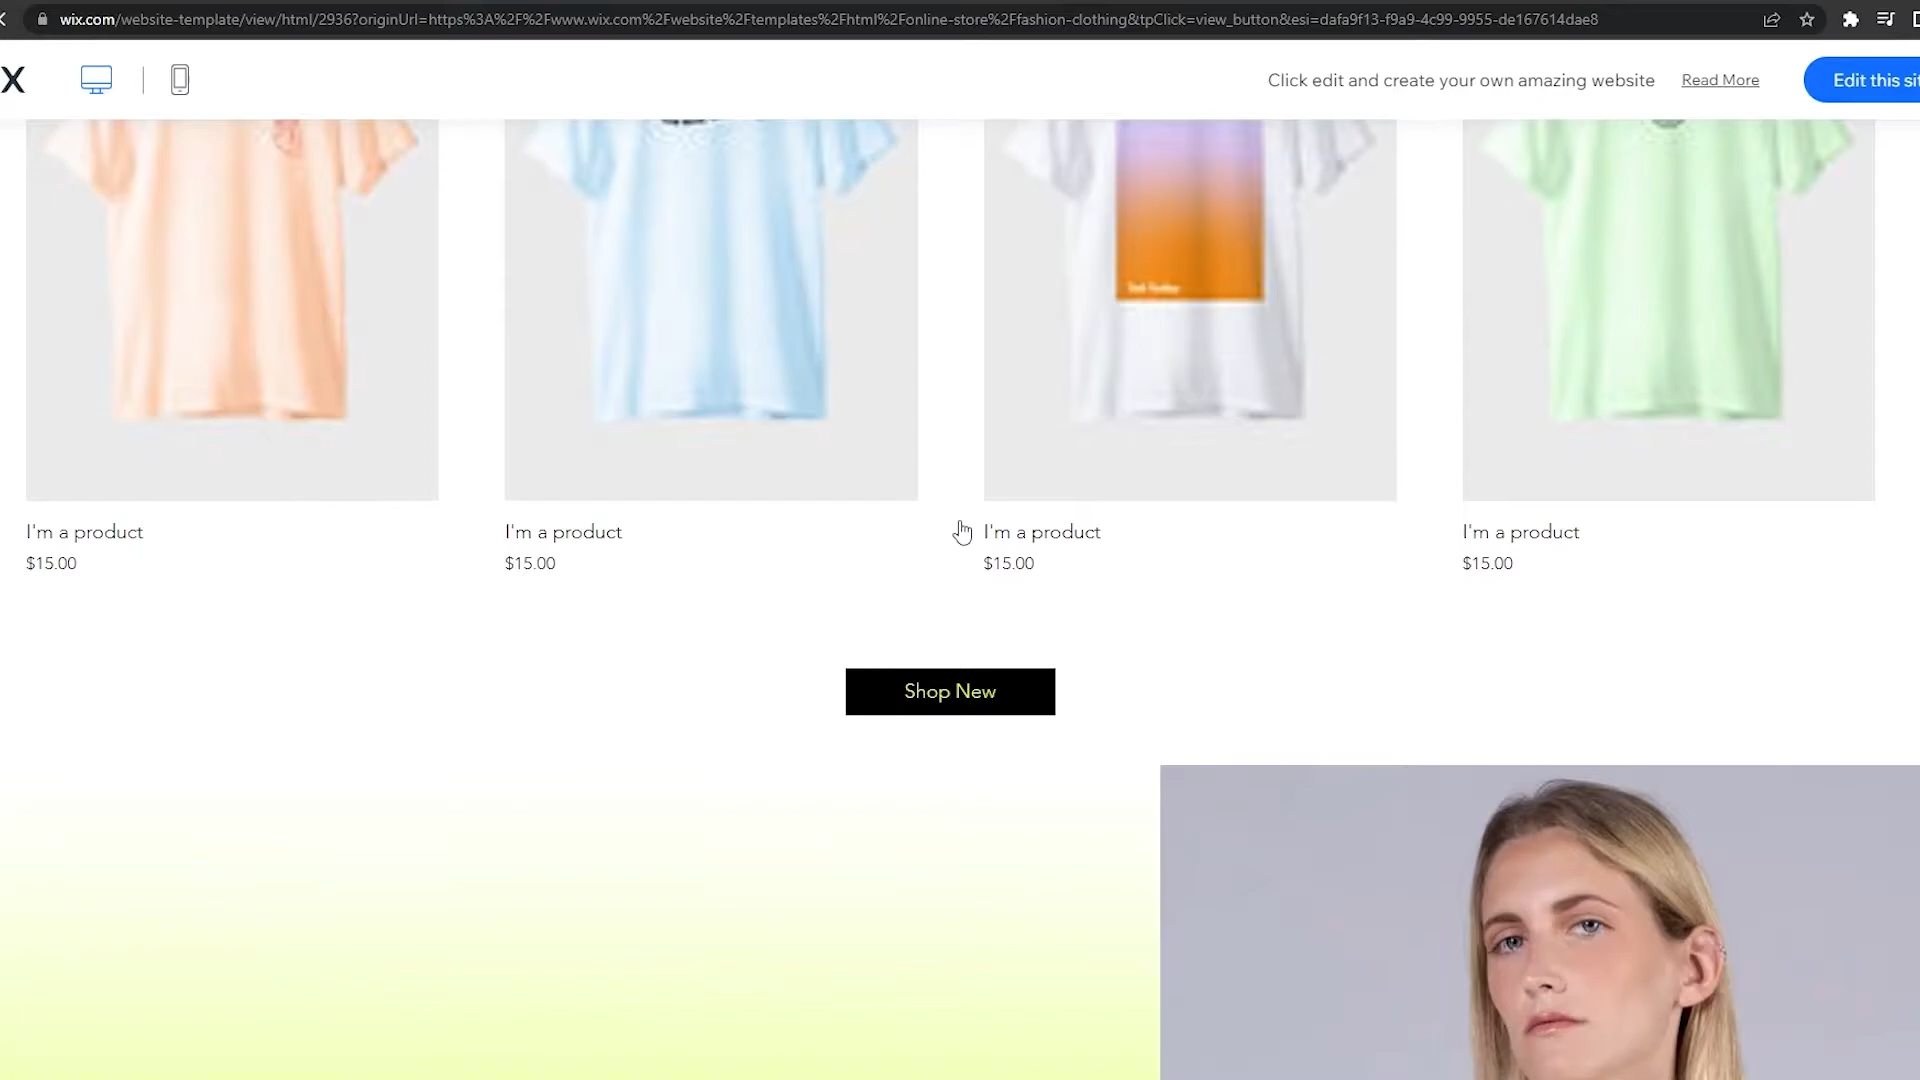 wix.com/website-template/view/html/2936?originUrl=https%3A%2F%2Fwww.wix.com%2Fwebsite%2Ftemplates%2Fhtml%2Fonline-store%2Ffashion-clothing&tpClick=view_button&esi=dafa9f13-f9a9-4c99-9955-de167614dae8
X
Click edit and create your own amazing website
Read More
Edit this sit
I'm a product
$15.00
I'm a product
$15.00
I'm a product
$15.00
I'm a product
$15.00
Shop New